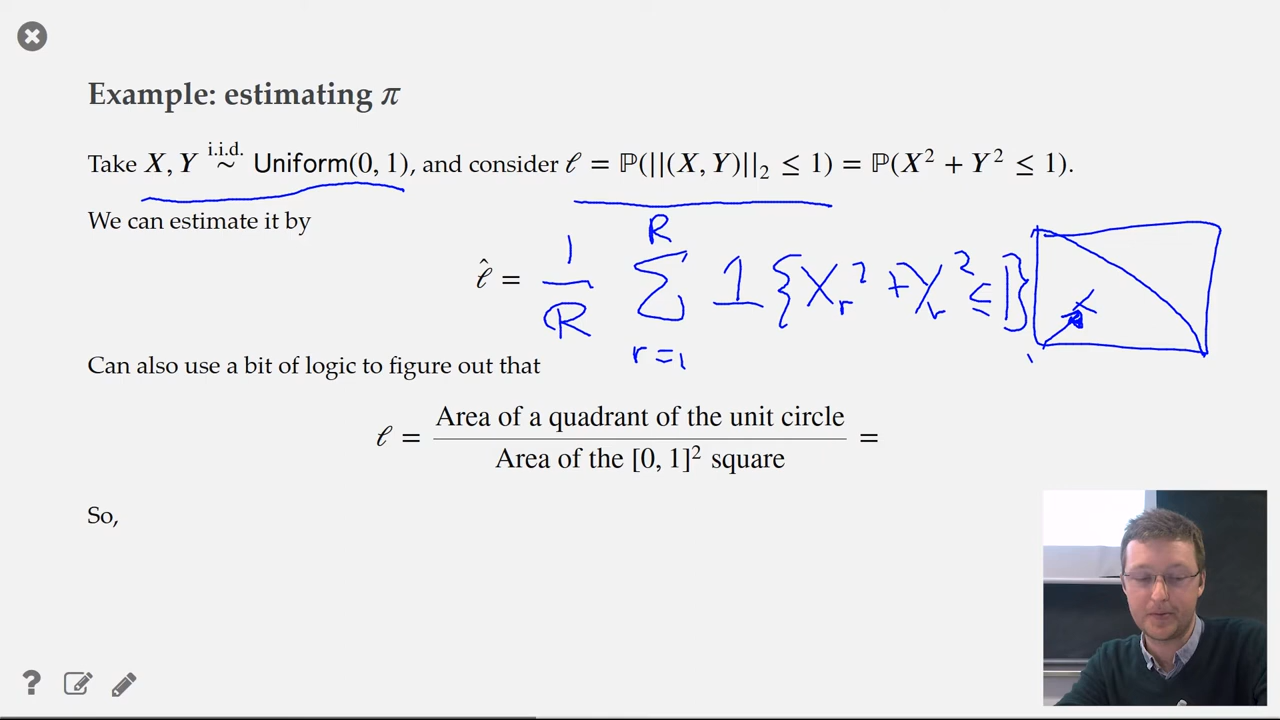 Example: estimating π
Take X, Y i.i.d. ~ Uniform(0, 1), and consider ℓ = ℙ(||(X, Y)||₂ ≤ 1) = ℙ(X² + Y² ≤ 1).
We can estimate it by
ℓ̂ = 1/R ∑_{r=1}^{R} 1{X_r² + Y_r² ≤ 1}
Can also use a bit of logic to figure out that
ℓ = Area of a quadrant of the unit circle / Area of the [0, 1]² square =
So,
?